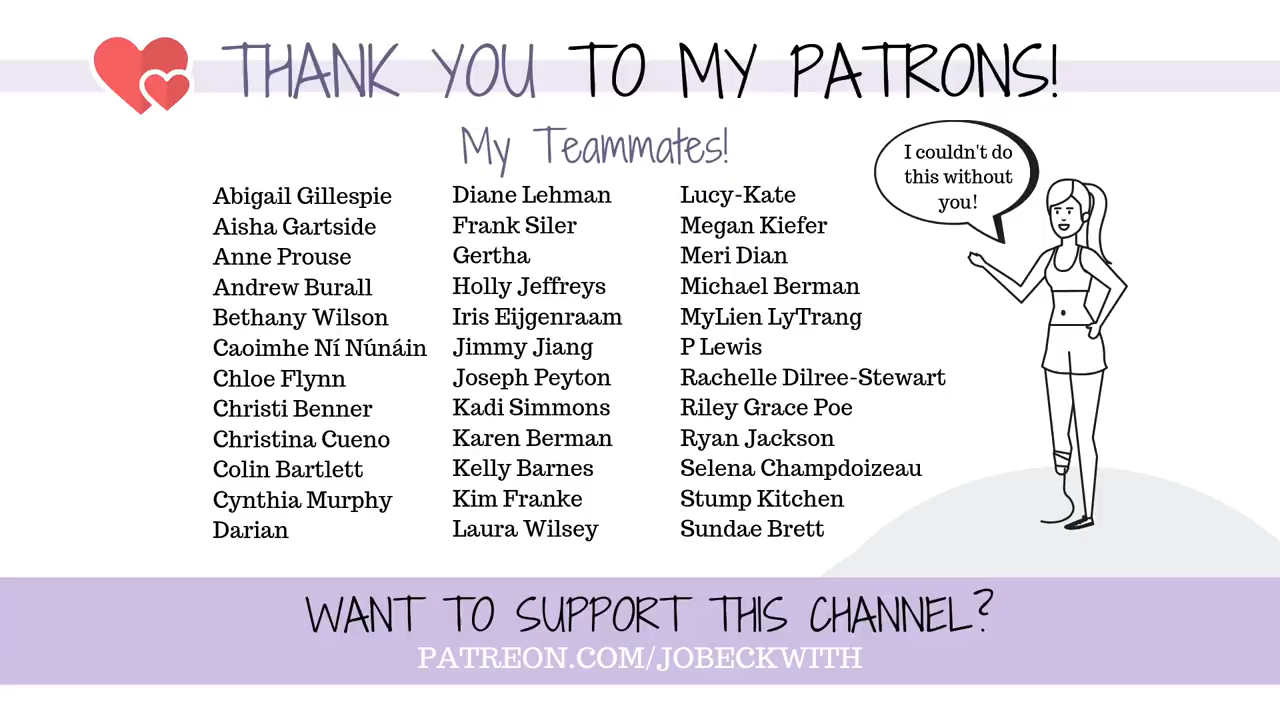 THANK YOU TO MY PATRONS!
My Teammates!
Abigail Gillespie
Aisha Gartside
Anne Prouse
Andrew Burall
Bethany Wilson
Caoimhe Ní Núnáin
Chloe Flynn
Christi Benner
Christina Cueno
Colin Bartlett
Cynthia Murphy
Darian
Diane Lehman
Frank Siler
Gertha
Holly Jeffreys
Iris Eijgenraam
Jimmy Jiang
Joseph Peyton
Kadi Simmons
Karen Berman
Kelly Barnes
Kim Franke
Laura Wilsey
Lucy-Kate
Megan Kiefer
Meri Dian
Michael Berman
MyLien LyTrang
P Lewis
Rachelle Dilree-Stewart
Riley Grace Poe
Ryan Jackson
Selena Champdoizeau
Stump Kitchen
Sundae Brett
I couldn't do
this without
you!
WANT TO SUPPORT THIS CHANNEL?
PATREON.COM/JOBECKWITH